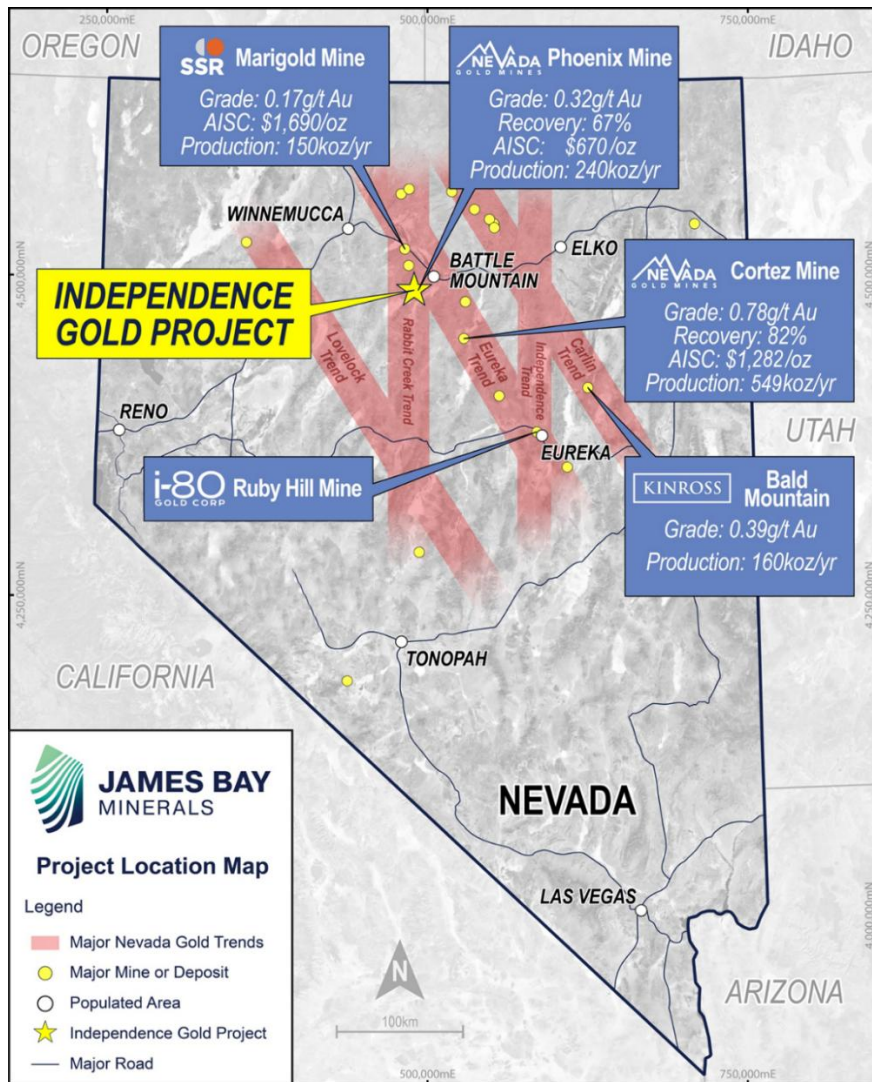 250,000mE
500,000mE
750,000mE
OREGON
IDAHO
SSR
Marigold Mine
Grade: 0.17g/t Au
AISC: $1,690/oz
Production: 150koz/yr
NEVADA
GOLD MINES
Phoenix Mine
Grade: 0.32g/t Au
Recovery: 67%
AISC: $670/oz
Production: 240koz/yr
WINNEMUCCA
BATTLE
MOUNTAIN
ELKO
4,500,000mN
4,500,000mN
INDEPENDENCE
GOLD PROJECT
NEVADA
GOLD MINES
Cortez Mine
Grade: 0.78g/t Au
Recovery: 82%
AISC: $1,282/oz
Production: 549koz/yr
Lovelock
Trend
Rabbit Creek Trend
Eureka
Trend
Independence
Trend
Carlin
Trend
RENO
UTAH
EUREKA
i-80
GOLD CORP
Ruby Hill Mine
KINROSS
Bald
Mountain
Grade: 0.39g/t Au
Production: 160koz/yr
4,250,000mN
4,250,000mN
TONOPAH
CALIFORNIA
JAMES BAY
MINERALS
Project Location Map
Legend
Major Nevada Gold Trends
Major Mine or Deposit
Populated Area
Independence Gold Project
Major Road
NEVADA
LAS VEGAS
4,000,000mN
N
100km
ARIZONA
500,000mE
750,000mE